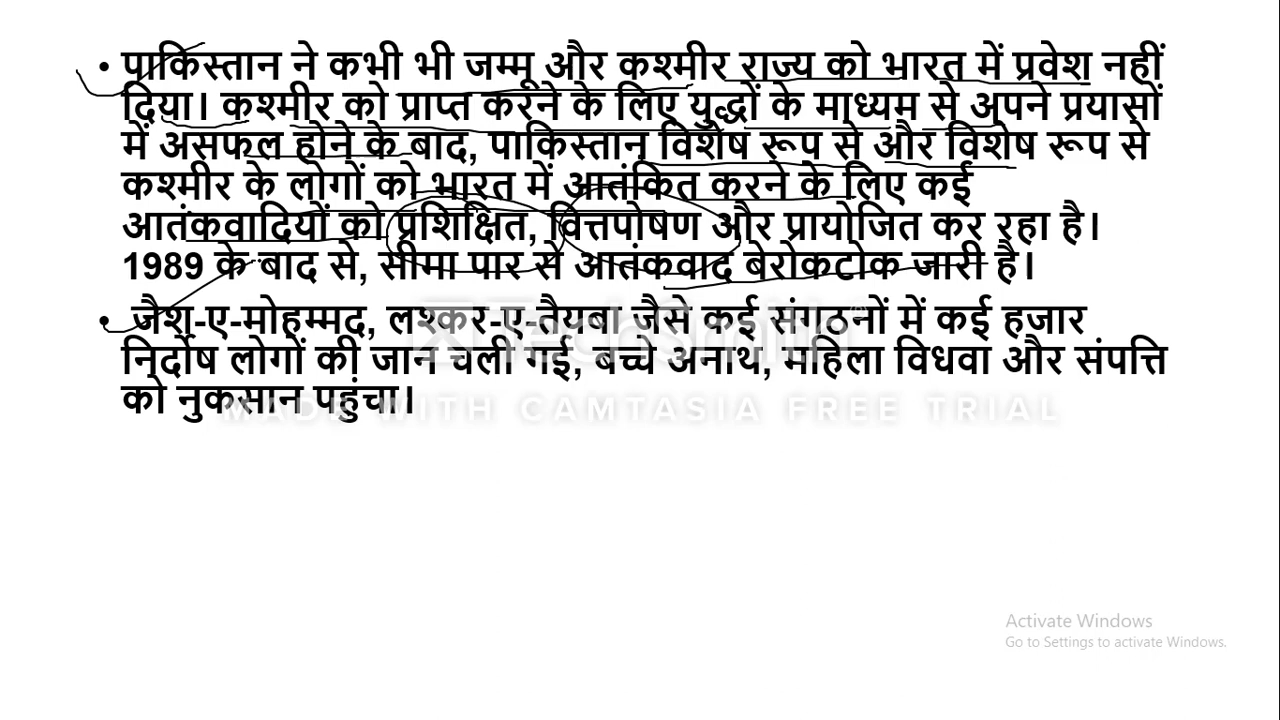 • पाकिस्तान ने कभी भी जम्मू और कश्मीर राज्य को भारत में प्रवेश नहीं
दिया। कश्मीर को प्राप्त करने के लिए युद्धों के माध्यम से अपने प्रयासों
में असफल होने के बाद, पाकिस्तान विशेष रूप से और विशेष रूप से
कश्मीर के लोगों को भारत में आतंकित करने के लिए कई
आतंकवादियों को प्रशिक्षित, वित्तपोषण और प्रायोजित कर रहा है।
1989 के बाद से, सीमा पार से आतंकवाद बेरोकटोक जारी है।
• जैश-ए-मोहम्मद, लश्कर-ए-तैयबा जैसे कई संगठनों में कई हजार
निर्दोष लोगों की जान चली गई, बच्चे अनाथ, महिला विधवा और संपत्ति
को नुकसान पहुंचा।
TechSmith
MADE WITH CAMTASIA FREE TRIAL
Activate Windows
Go to Settings to activate Windows.